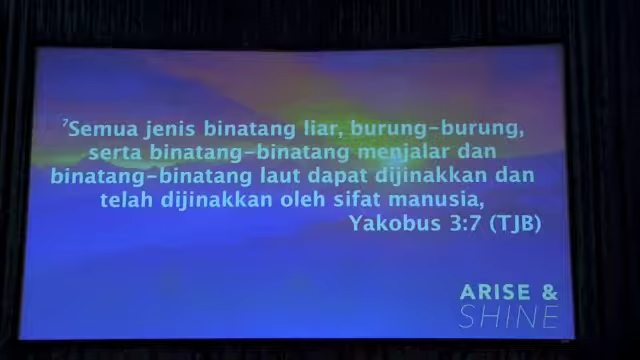 ⁷Semua jenis binatang liar, burung-burung,
serta binatang-binatang menjalar dan
binatang-binatang laut dapat dijinakkan dan
telah dijinakkan oleh sifat manusia,
Yakobus 3:7 (TJB)
ARISE &
SHINE